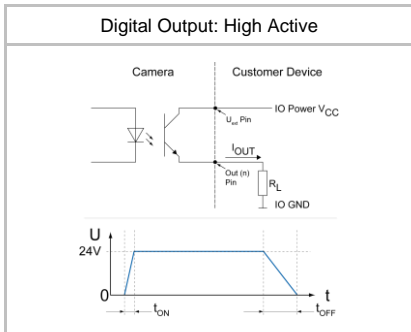 Digital Output: High Active
Camera
Customer Device
IO Power VCC
Uext Pin
IOUT
Out (n)
Pin
RL
IO GND
U
24V
0
t
tON
tOFF